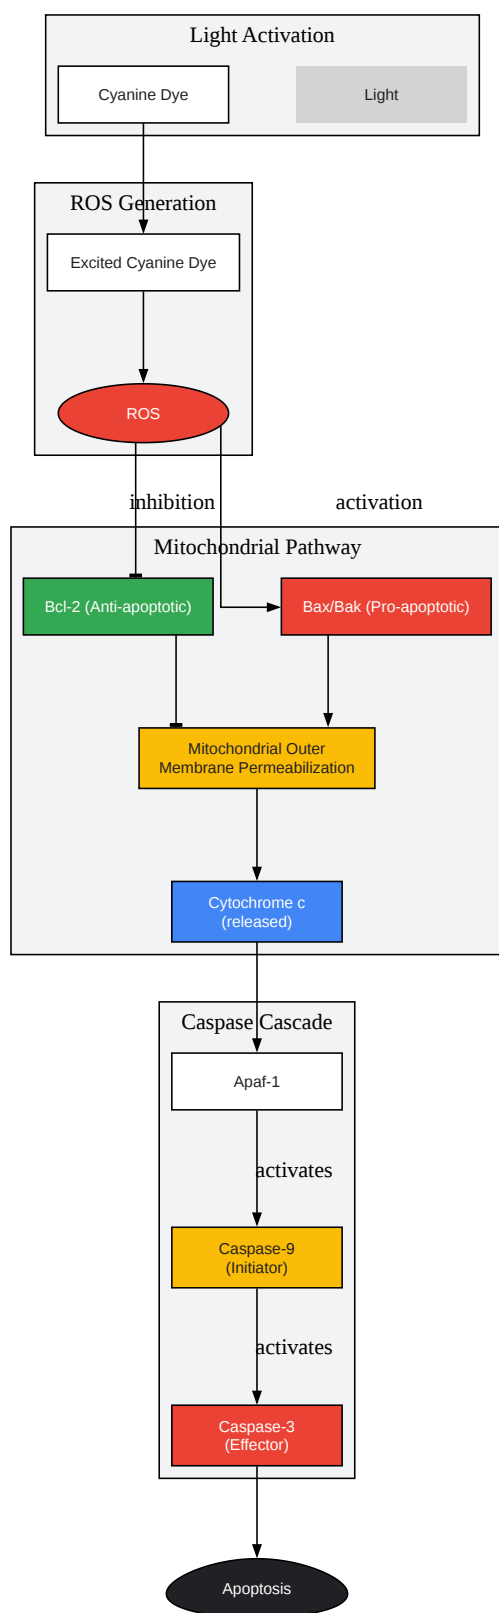 Light Activation
Cyanine Dye
Light
ROS Generation
Excited Cyanine Dye
ROS
inhibition
activation
Mitochondrial Pathway
Bcl-2 (Anti-apoptotic)
Bax/Bak (Pro-apoptotic)
Mitochondrial Outer
Membrane Permeabilization
Cytochrome c
(released)
Caspase Cascade
Apaf-1
activates
Caspase-9
(Initiator)
activates
Caspase-3
(Effector)
Apoptosis